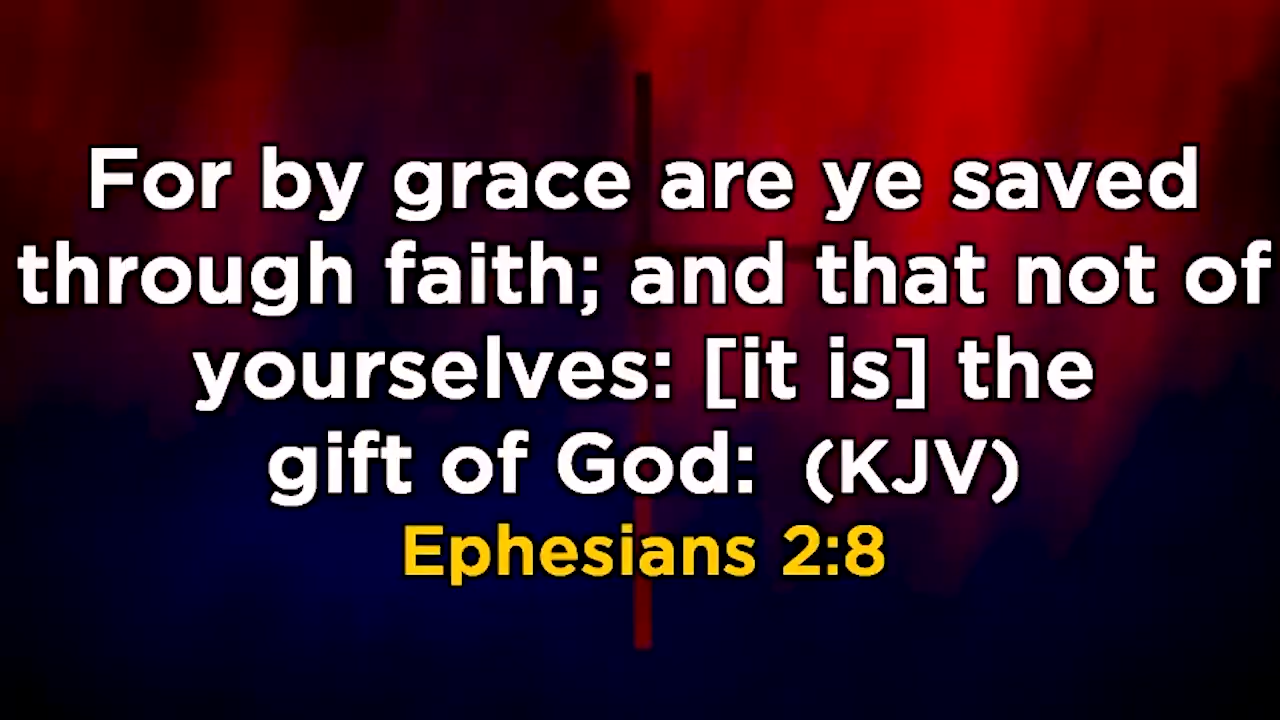 For by grace are ye saved
through faith; and that not of
yourselves: [it is] the
gift of God: (KJV)
Ephesians 2:8